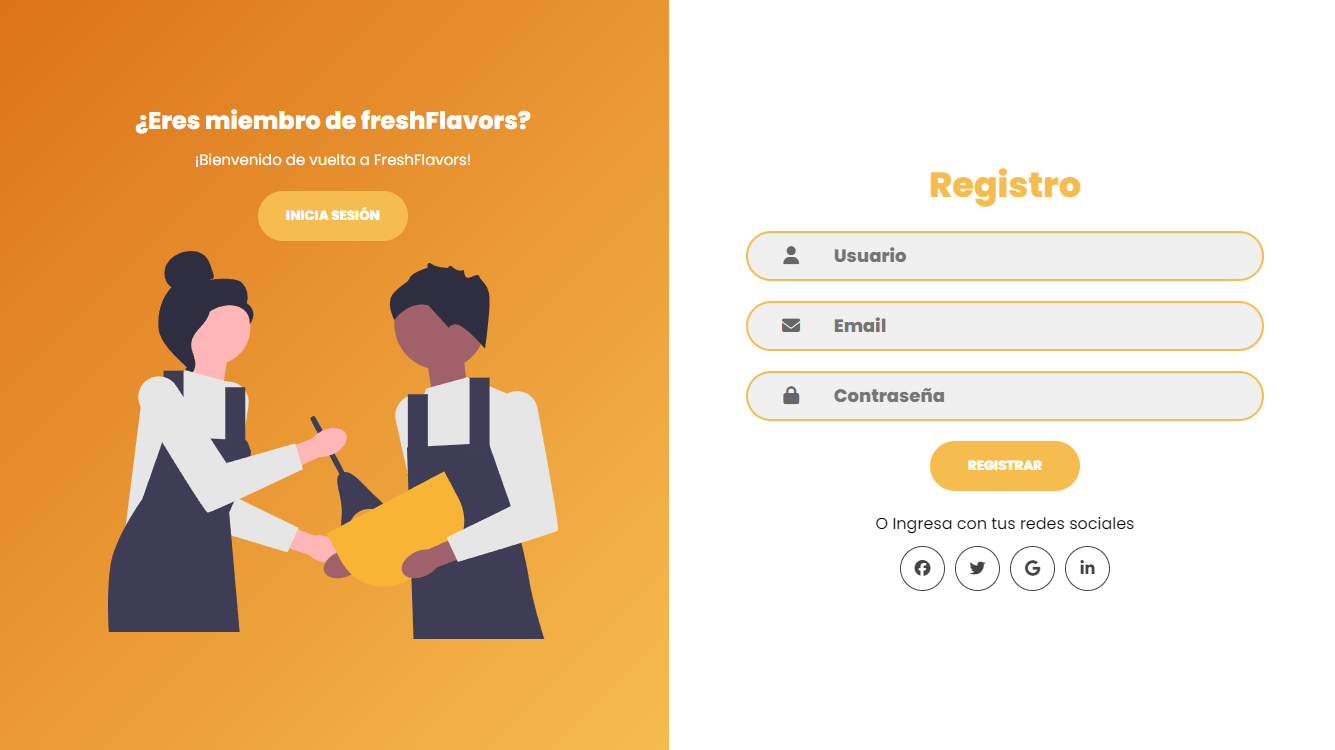 ¿Eres miembro de freshFlavors?
¡Bienvenido de vuelta a FreshFlavors!
INICIA SESIÓN
Registro
Usuario
Email
Contraseña
REGISTRAR
O Ingresa con tus redes sociales